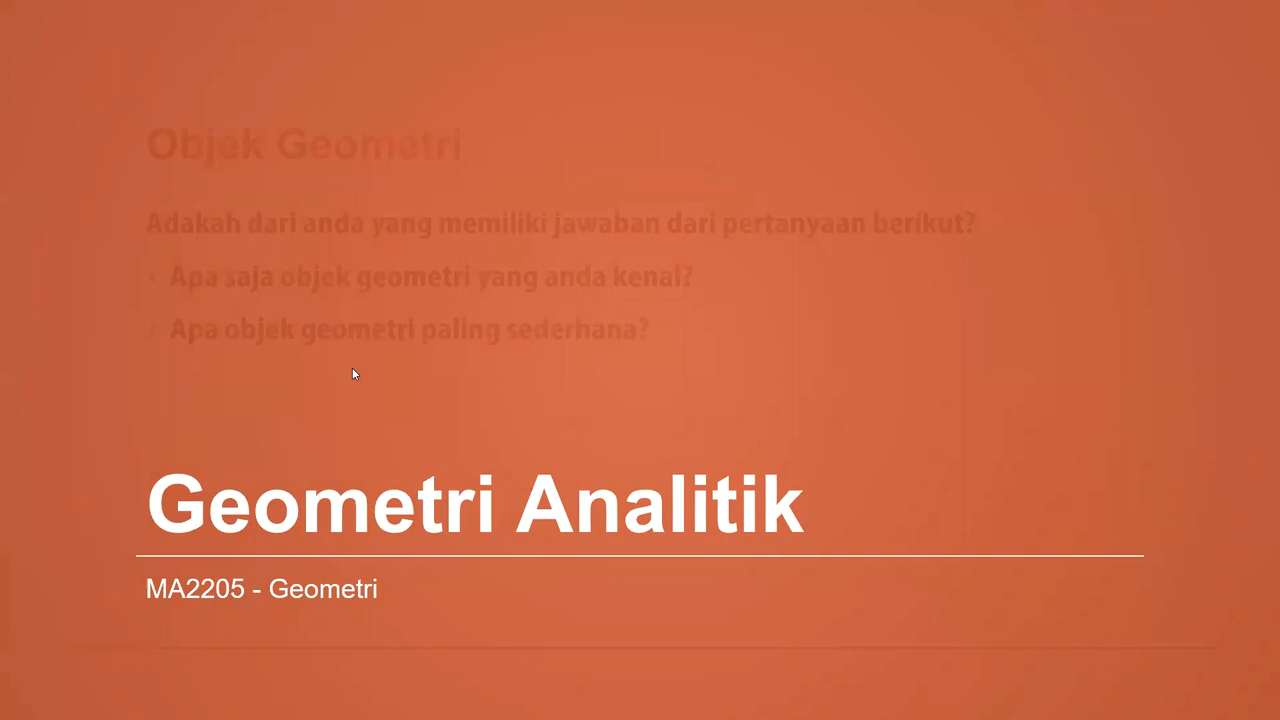 Objek Geometri
Adakah dari anda yang memiliki jawaban dari pertanyaan berikut?
• Apa saja objek geometri yang anda kenal?
• Apa objek geometri paling sederhana?
Geometri Analitik
MA2205 - Geometri